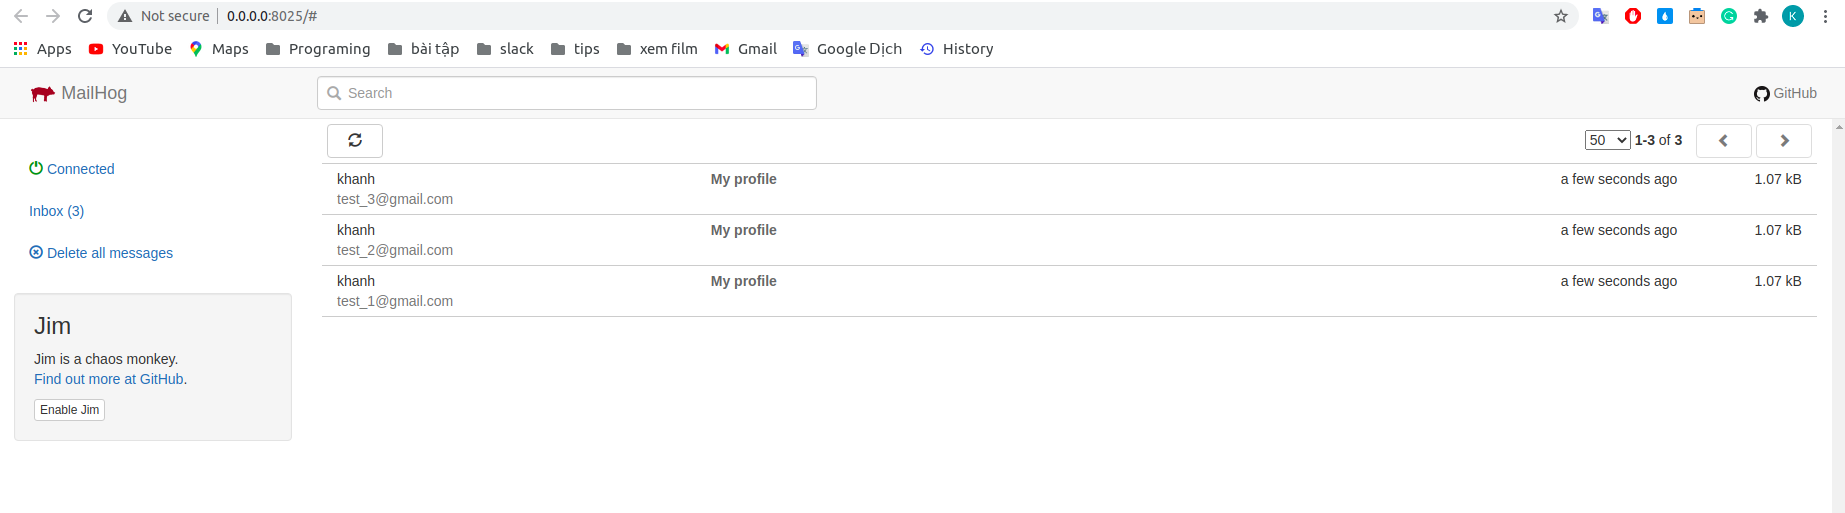 Not secure 0.0.0.0:8025/#
K
Apps YouTube Maps Programing bài tập slack tips xem film Gmail Google Dịch History
MailHog Search GitHub
50 1-3 of 3
Connected
Inbox (3)
Delete all messages
Jim
Jim is a chaos monkey.
Find out more at GitHub.
Enable Jim
khanh My profile a few seconds ago 1.07 kB
test_3@gmail.com
khanh My profile a few seconds ago 1.07 kB
test_2@gmail.com
khanh My profile a few seconds ago 1.07 kB
test_1@gmail.com